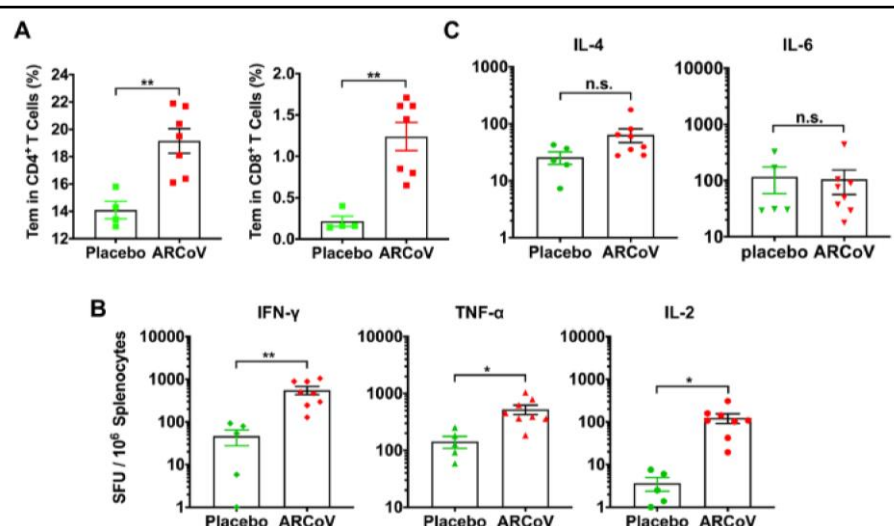 A
Tem in CD4⁺ T Cells (%)
24
22
20
18
16
14
12
**
Placebo ARCoV
Tem in CD8⁺ T Cells (%)
2.0
1.5
1.0
0.5
0.0
**
Placebo ARCoV
C
IL-4
1000
100
10
1
n.s.
Placebo ARCoV
IL-6
10000
1000
100
10
n.s.
placebo ARCoV
B
SFU / 10⁶ Splenocytes
IFN-γ
10000
1000
100
10
1
**
Placebo ARCoV
TNF-α
10000
1000
100
10
*
Placebo ARCoV
IL-2
10000
1000
100
10
1
*
Placebo ARCoV